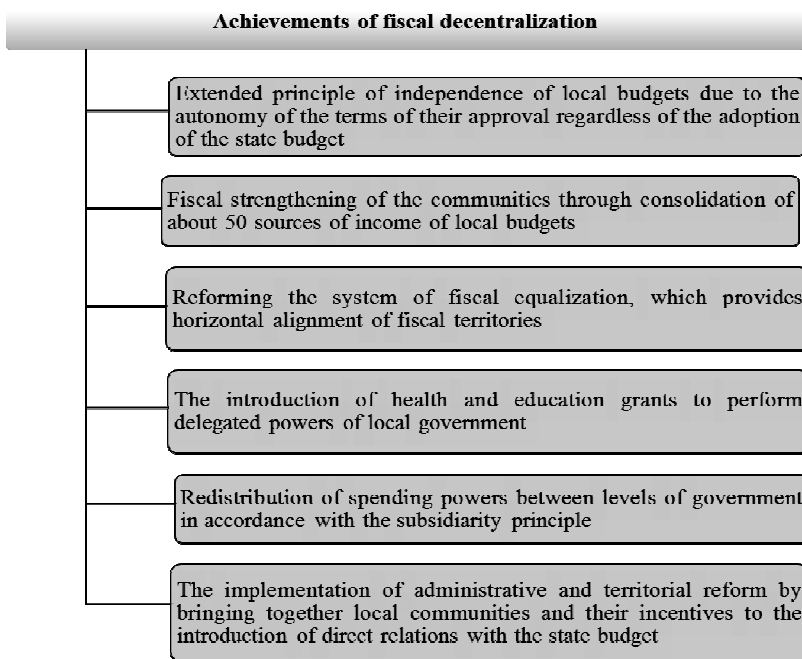 Achievements of fiscal decentralization
Extended principle of independence of local budgets due to the
autonomy of the terms of their approval regardless of the adoption
of the state budget
Fiscal strengthening of the communities through consolidation of
about 50 sources of income of local budgets
Reforming the system of fiscal equalization, which provides
horizontal alignment of fiscal territories
The introduction of health and education grants to perform
delegated powers of local government
Redistribution of spending powers between levels of government
in accordance with the subsidiarity principle
The implementation of administrative and territorial reform by
bringing together local communities and their incentives to the
introduction of direct relations with the state budget